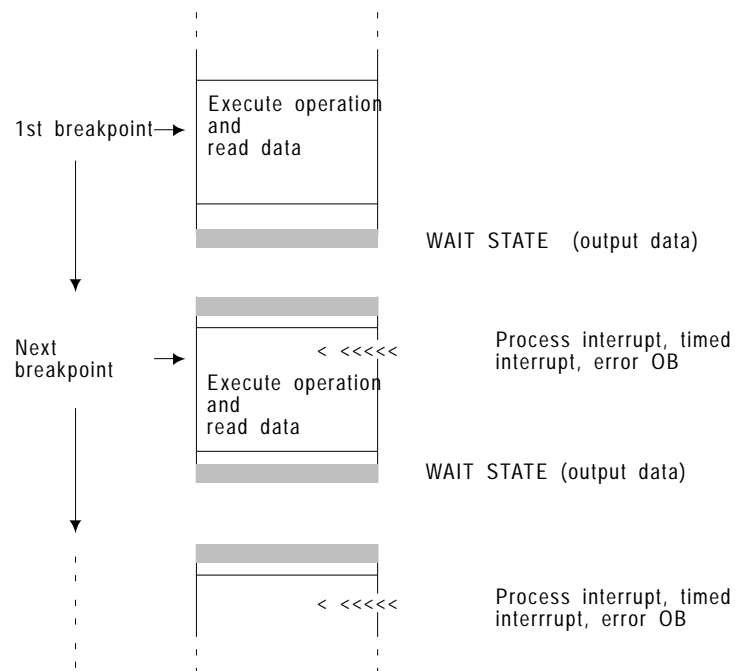 Execute operation
and
read data
1st breakpoint
WAIT STATE (output data)
Next
breakpoint
< <<<<<
Process interrupt, timed
interrupt, error OB
Execute operation
and
read data
WAIT STATE (output data)
< <<<<<
Process interrupt, timed
interrrupt, error OB